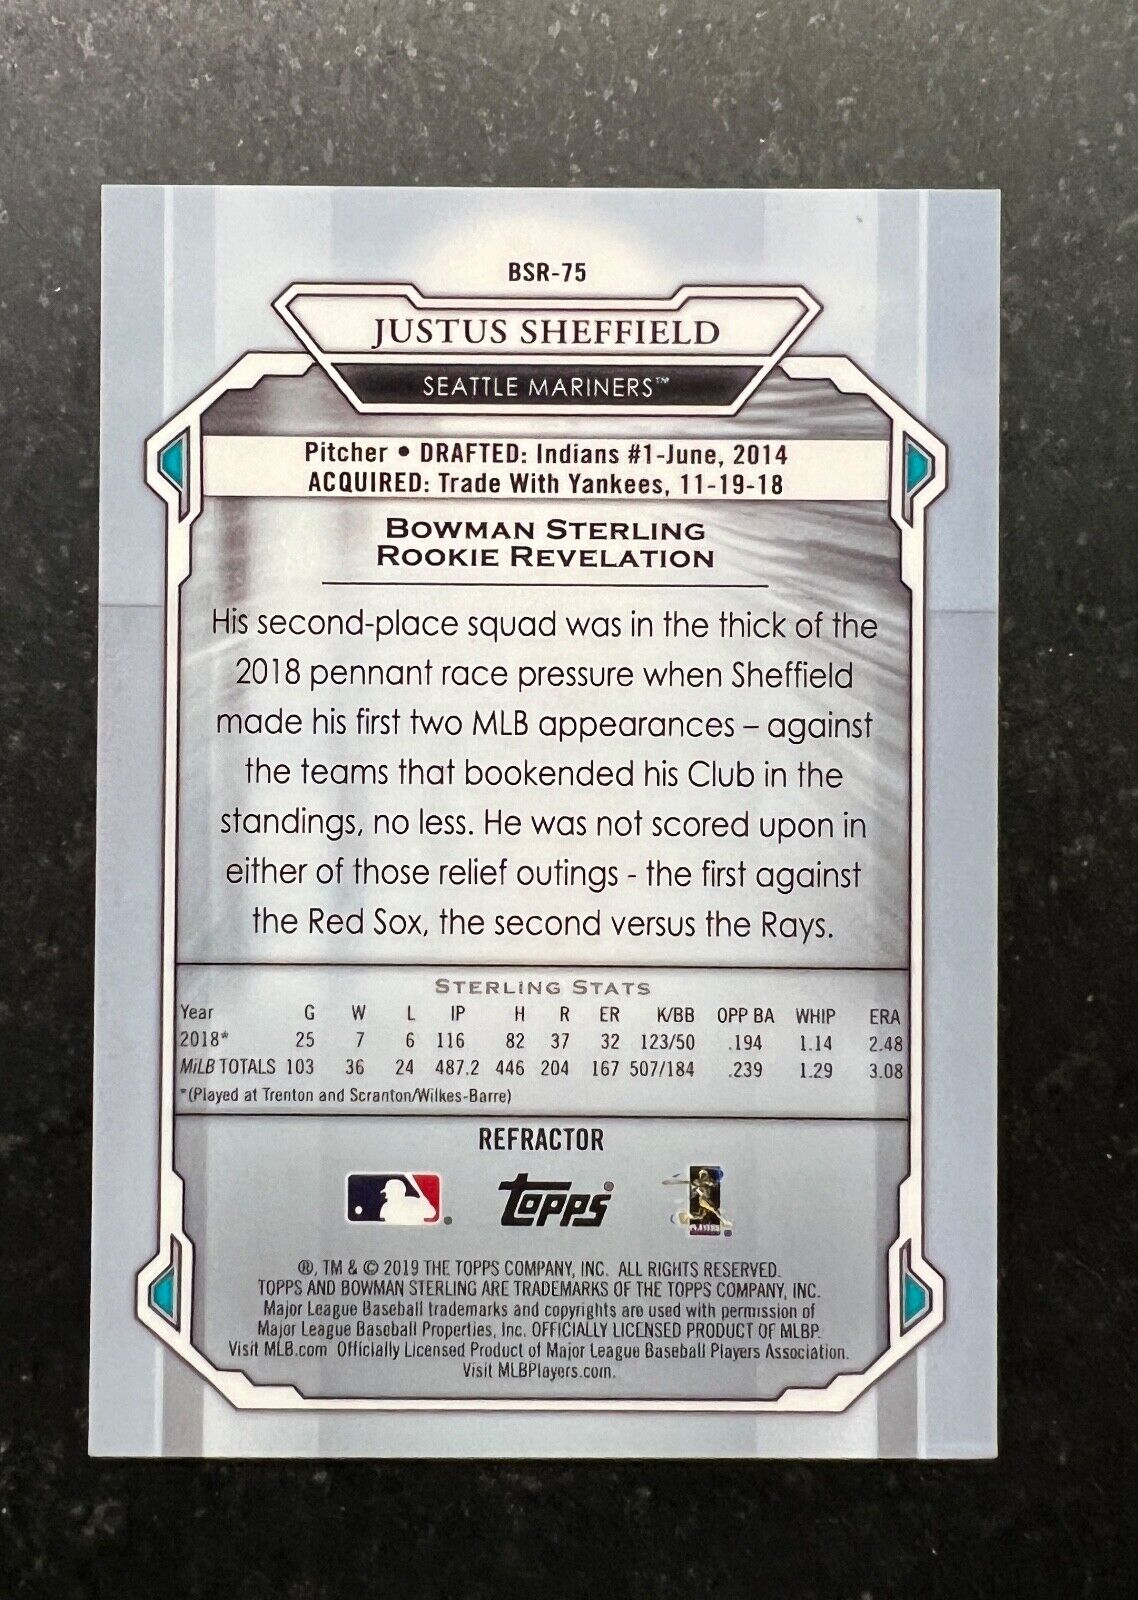 BSR-75
JUSTUS SHEFFIELD
SEATTLE MARINERS™
Pitcher • DRAFTED: Indians #1-June, 2014
ACQUIRED: Trade With Yankees, 11-19-18
BOWMAN STERLING
ROOKIE REVELATION
His second-place squad was in the thick of the
2018 pennant race pressure when Sheffield
made his first two MLB appearances – against
the teams that bookended his Club in the
standings, no less. He was not scored upon in
either of those relief outings - the first against
the Red Sox, the second versus the Rays.
STERLING STATS
Year G W L IP H R ER K/BB OPP BA WHIP ERA
2018* 25 7 6 116 82 37 32 123/50 .194 1.14 2.48
MiLB TOTALS 103 36 24 487.2 446 204 167 507/184 .239 1.29 3.08
*(Played at Trenton and Scranton/Wilkes-Barre)
REFRACTOR
Topps
PLAYERS
®, TM & © 2019 THE TOPPS COMPANY, INC. ALL RIGHTS RESERVED.
TOPPS AND BOWMAN STERLING ARE TRADEMARKS OF THE TOPPS COMPANY, INC.
Major League Baseball trademarks and copyrights are used with permission of
Major League Baseball Properties, Inc. OFFICIALLY LICENSED PRODUCT OF MLBP.
Visit MLB.com Officially Licensed Product of Major League Baseball Players Association.
Visit MLBPlayers.com.